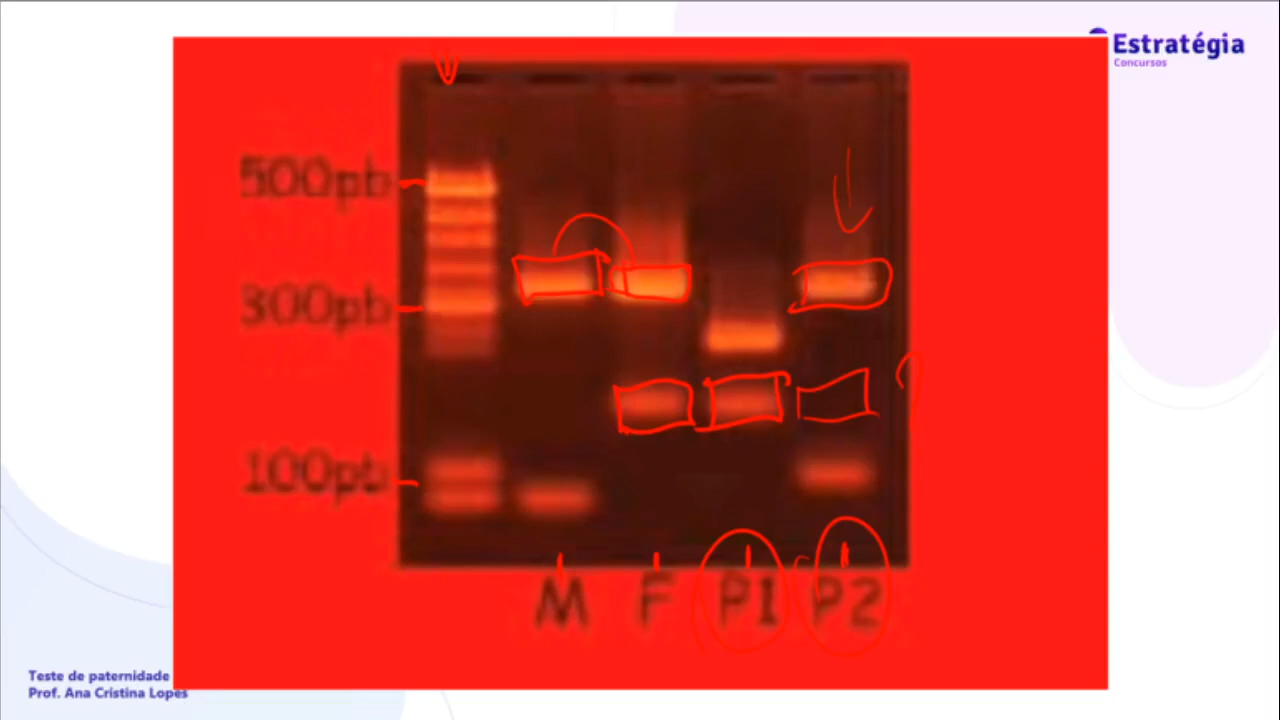 Estratégia
Concursos
500pb
300pb
100pb
M F P1 P2
Teste de paternidade
Prof. Ana Cristina Lopes